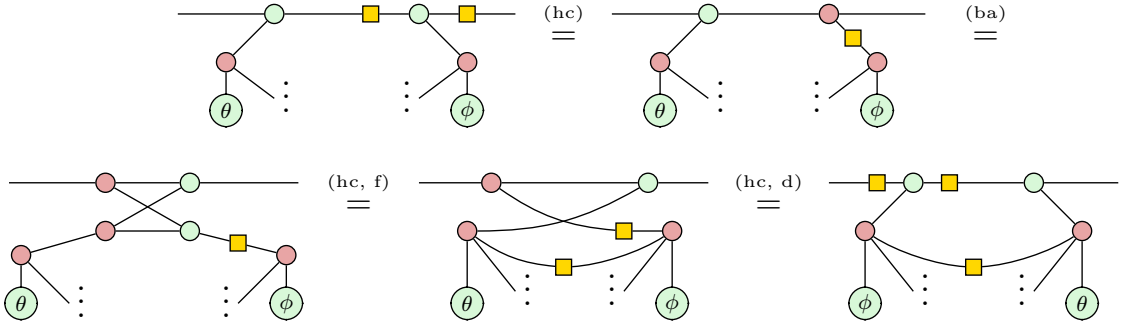 (hc)
=
(ba)
=
⋮ ⋮ ⋮ ⋮
θ ϕ θ ϕ
(hc, f)
=
(hc, d)
=
⋮ ⋮ ⋮ ⋮ ⋮ ⋮
θ ϕ θ ϕ ϕ θ